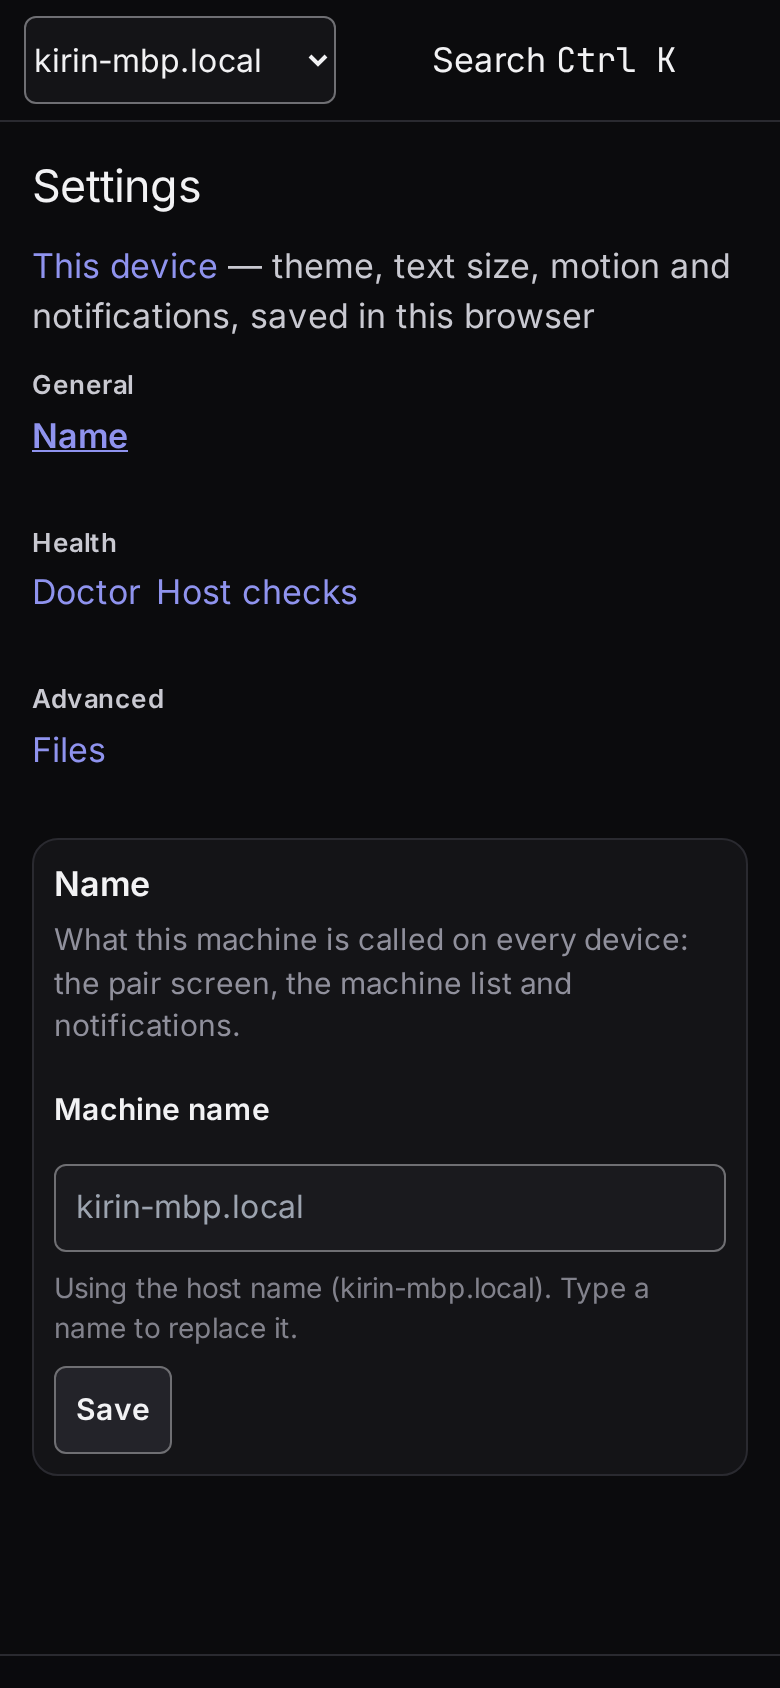 kirin-mbp.local
Search Ctrl K
Settings
This device — theme, text size, motion and
notifications, saved in this browser
General
Name
Health
Doctor Host checks
Advanced
Files
Name
What this machine is called on every device:
the pair screen, the machine list and
notifications.
Machine name
kirin-mbp.local
Using the host name (kirin-mbp.local). Type a
name to replace it.
Save